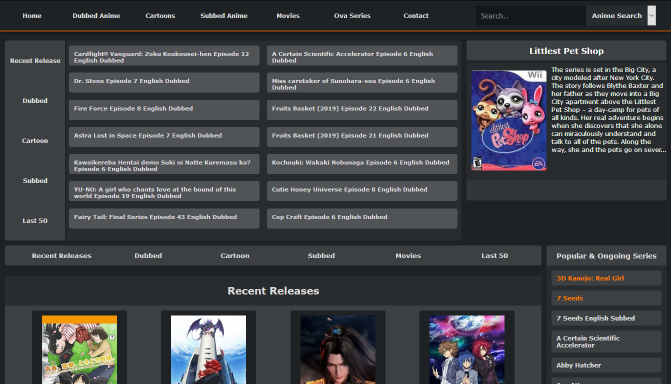 Home Dubbed Anime Cartoons Subbed Anime Movies Ova Series Contact Search.. Anime Search
Recent Release
Dubbed
Cartoon
Subbed
Last 50
Cardfight!! Vanguard: Zoku Koukousei-hen Episode 12
English Dubbed
Dr. Stone Episode 7 English Dubbed
Fire Force Episode 8 English Dubbed
Astra Lost in Space Episode 7 English Dubbed
Kawaikereba Hentai demo Suki ni Natte Kuremasu ka?
Episode 6 English Dubbed
YU-NO: A girl who chants love at the bound of this
world Episode 19 English Dubbed
Fairy Tail: Final Series Episode 43 English Dubbed
A Certain Scientific Accelerator Episode 6 English
Dubbed
Miss caretaker of Sunohara-sou Episode 6 English
Dubbed
Fruits Basket (2019) Episode 22 English Dubbed
Fruits Basket (2019) Episode 21 English Dubbed
Kochouki: Wakaki Nobunaga Episode 6 English Dubbed
Cutie Honey Universe Episode 8 English Dubbed
Cop Craft Episode 6 English Dubbed
Littlest Pet Shop
Wii
Littlest
Pet Shop
EA
The series is set in the Big City, a
city modeled after New York City.
The story follows Blythe Baxter and
her father as they move into a Big
City apartment above the Littlest
Pet Shop – a day-camp for pets of
all kinds. Her real adventure begins
when she discovers that she alone
can miraculously understand and
talk to all of the pets. Along the
way, she and the pets go on sever...
Recent Releases Dubbed Cartoon Subbed Movies Last 50
Recent Releases
Popular & Ongoing Series
3D Kanojo: Real Girl
7 Seeds
7 Seeds English Subbed
A Certain Scientific
Accelerator
Abby Hatcher